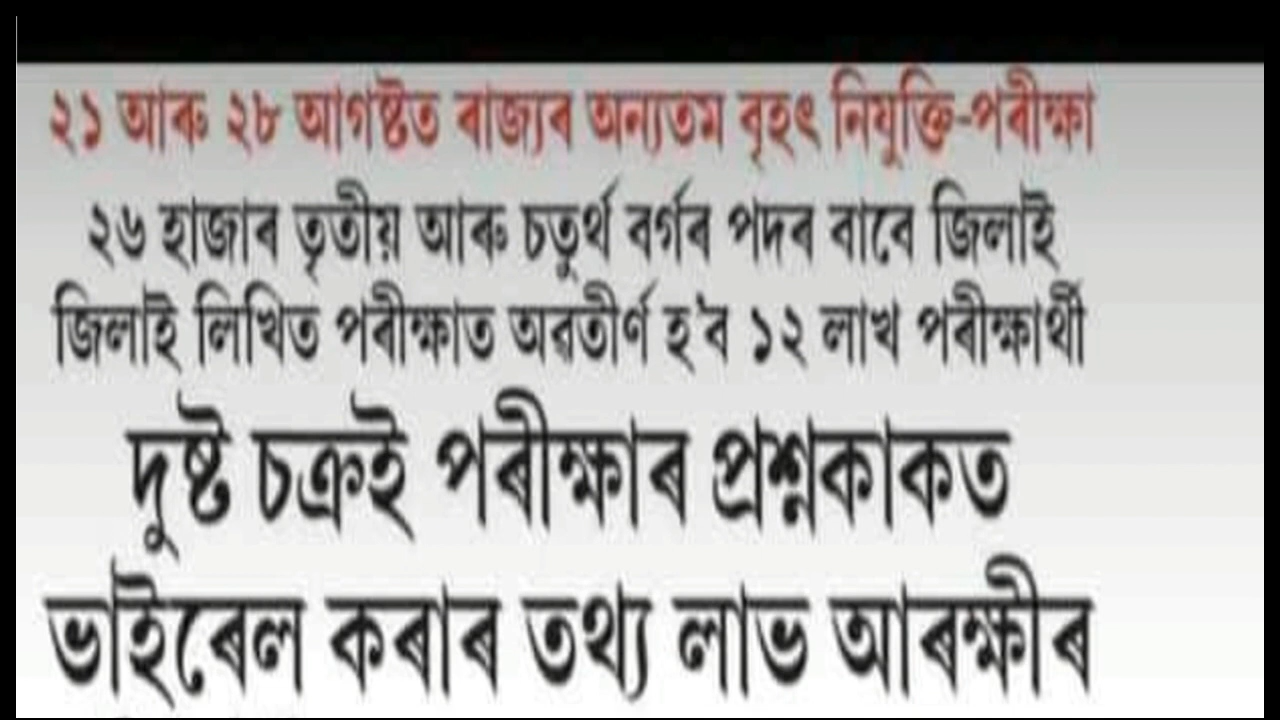 ২১ আৰু ২৮ আগষ্টত ৰাজ্যৰ অন্যতম বৃহৎ নিযুক্তি-পৰীক্ষা
২৬ হাজাৰ তৃতীয় আৰু চতুৰ্থ বৰ্গৰ পদৰ বাবে জিলাই
জিলাই লিখিত পৰীক্ষাত অৱতীৰ্ণ হ'ব ১২ লাখ পৰীক্ষাৰ্থী
দুষ্ট চক্ৰই পৰীক্ষাৰ প্ৰশ্নকাকত
ভাইৰেল কৰাৰ তথ্য লাভ আৰক্ষীৰ